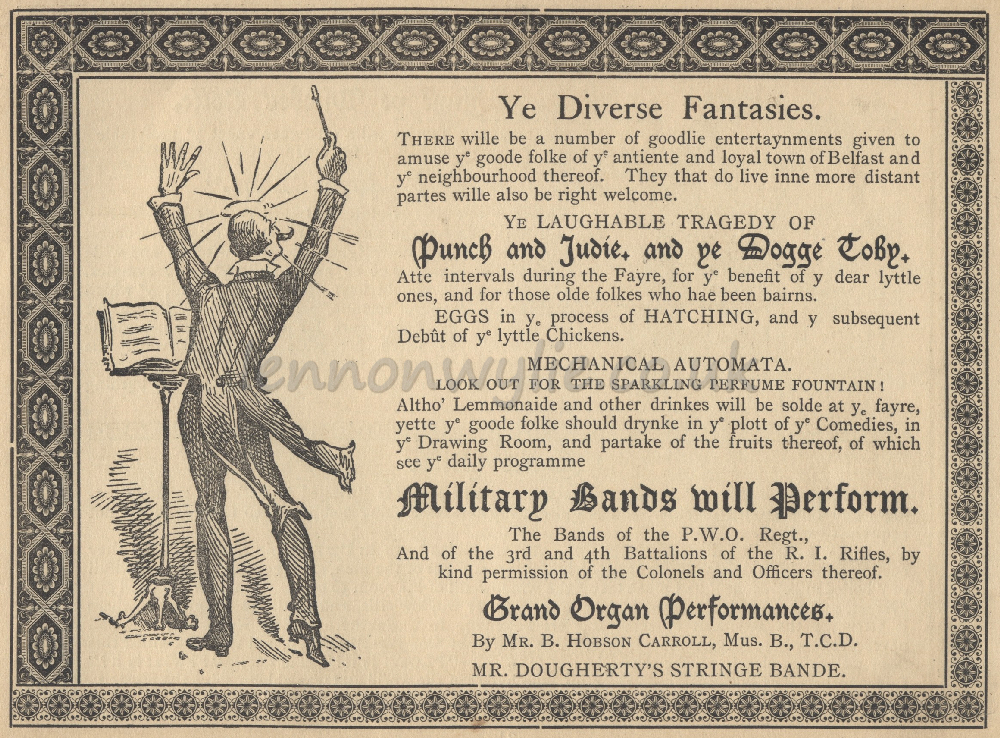 Ye Diverse Fantasies.
THERE wille be a number of goodlie entertaynments given to
amuse yᵉ goode folke of yᵉ antiente and loyal town of Belfast and
yᵉ neighbourhood thereof. They that do live inne more distant
partes wille also be right welcome.
YE LAUGHABLE TRAGEDY OF
Punch and Judie, and ye Dogge Toby.
Atte intervals during the Fayre, for yᵉ benefit of y dear lyttle
ones, and for those olde folkes who hae been bairns.
EGGS in yₑ process of HATCHING, and y subsequent
Debût of yᵉ lyttle Chickens.
MECHANICAL AUTOMATA.
LOOK OUT FOR THE SPARKLING PERFUME FOUNTAIN!
Altho' Lemmonaide and other drinkes will be solde at yₑ fayre,
yette yᵉ goode folke should drynke in yᵉ plott of yᵉ Comedies, in
yᵉ Drawing Room, and partake of the fruits thereof, of which
see yᵉ daily programme
Military Bands will Perform.
The Bands of the P.W.O. Regt.,
And of the 3rd and 4th Battalions of the R. I. Rifles, by
kind permission of the Colonels and Officers thereof.
Grand Organ Performances.
By MR. B. HOBSON CARROLL, MUS. B., T.C.D.
MR. DOUGHERTY'S STRINGE BANDE.
lennonwylie.co.uk